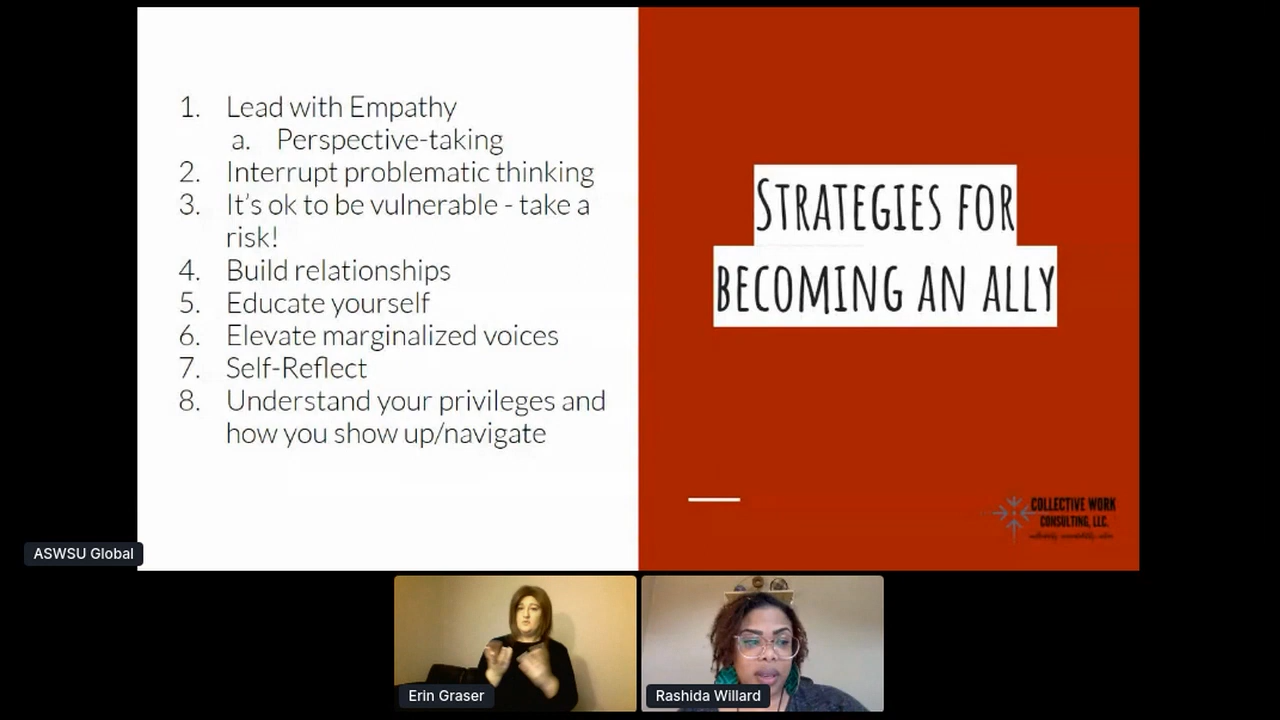 1. Lead with Empathy
a. Perspective-taking
2. Interrupt problematic thinking
3. It's ok to be vulnerable - take a
risk!
4. Build relationships
5. Educate yourself
6. Elevate marginalized voices
7. Self-Reflect
8. Understand your privileges and
how you show up/navigate
STRATEGIES FOR
BECOMING AN ALLY
COLLECTIVE WORK
CONSULTING, LLC.
ASWSU Global
Erin Graser
Rashida Willard